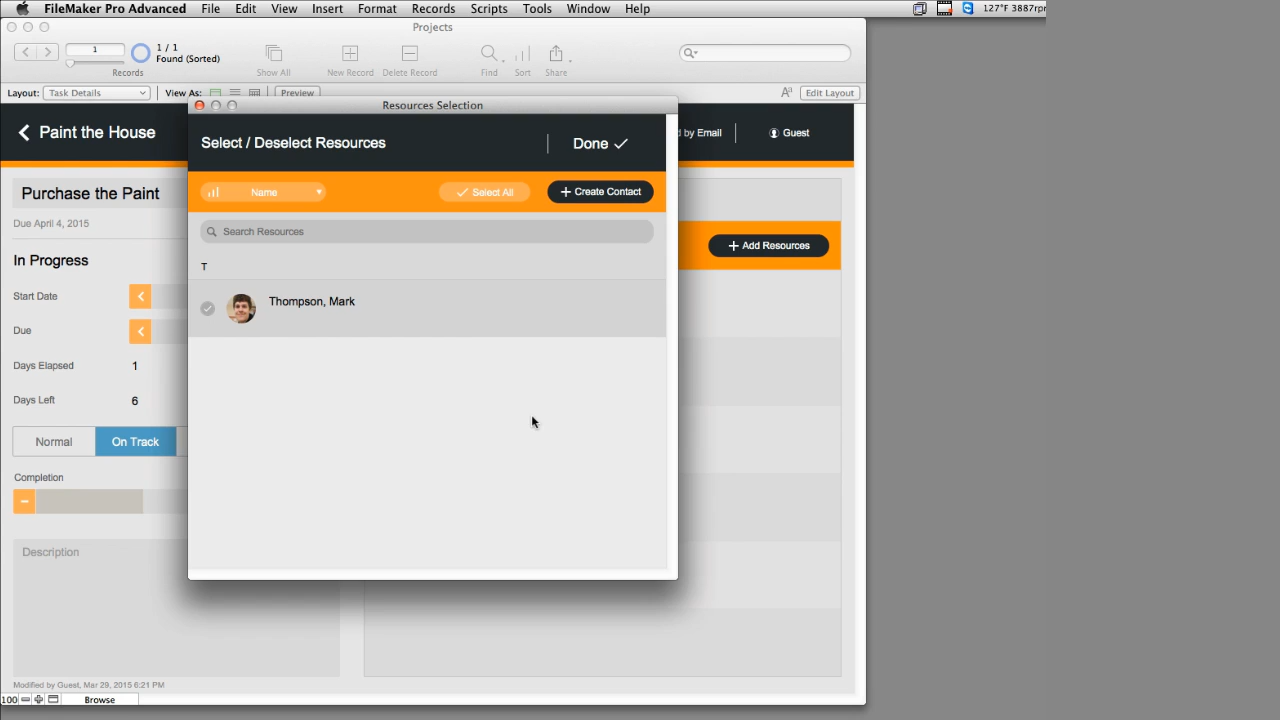 FileMaker Pro Advanced File Edit View Insert Format Records Scripts Tools Window Help 127°F 3887rpm
Projects
1
1 / 1
Found (Sorted)
Records Show All New Record Delete Record Find Sort Share
Layout: Task Details View As: Preview Edit Layout
Resources Selection
Paint the House
Select / Deselect Resources
Done
d by Email
Guest
Purchase the Paint
Name
Select All
Create Contact
Due April 4, 2015
Search Resources
Add Resources
In Progress
T
Start Date
Thompson, Mark
Due
Days Elapsed 1
Days Left 6
Normal On Track
Completion
Description
Modified by Guest, Mar 29, 2015 6:21 PM
100 Browse